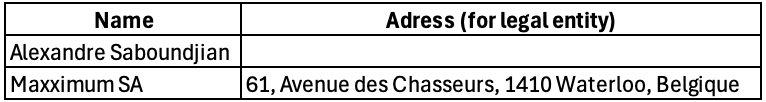 Name Adress (for legal entity)
Alexandre Saboundjian
Maxximum SA 61, Avenue des Chasseurs, 1410 Waterloo, Belgique